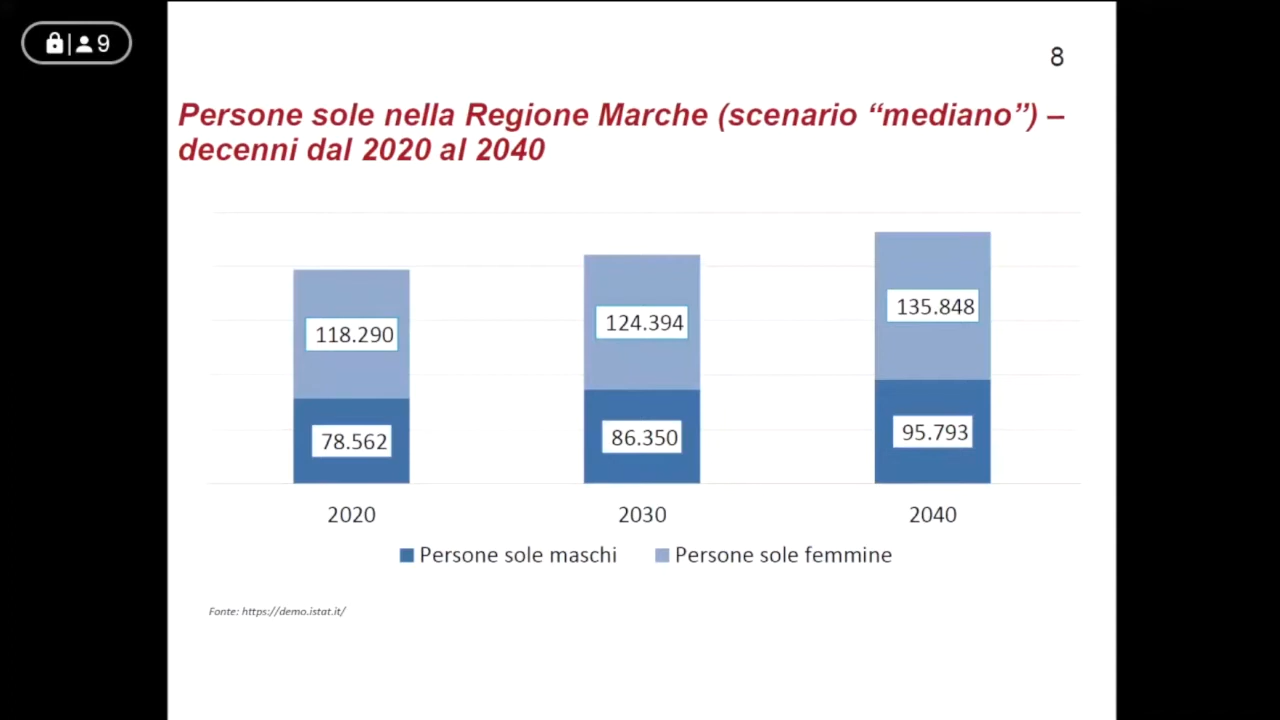 9
8
Persone sole nella Regione Marche (scenario “mediano”) –
decenni dal 2020 al 2040
118.290
124.394
135.848
78.562
86.350
95.793
2020
2030
2040
Persone sole maschi
Persone sole femmine
Fonte: https://demo.istat.it/